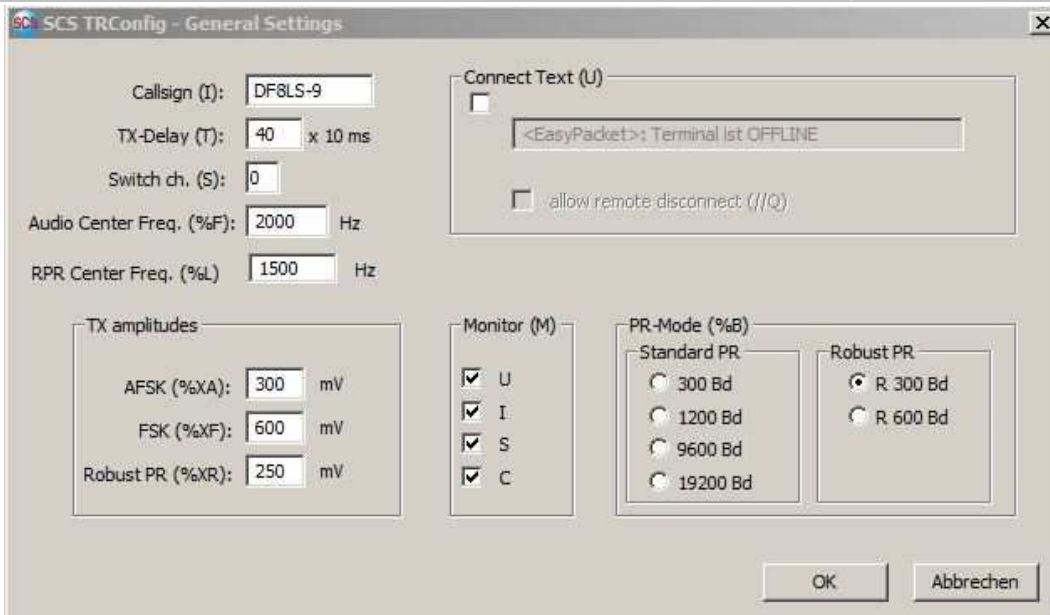 SCS SCS TRConfig - General Settings
Callsign (I): DF8LS-9
TX-Delay (T): 40 x 10 ms
Switch ch. (S): 0
Audio Center Freq. (%F): 2000 Hz
RPR Center Freq. (%L) 1500 Hz
Connect Text (U)
<EasyPacket>: Terminal ist OFFLINE
allow remote disconnect (//Q)
TX amplitudes
AFSK (%XA): 300 mV
FSK (%XF): 600 mV
Robust PR (%XR): 250 mV
Monitor (M)
U
I
S
C
PR-Mode (%B)
Standard PR
300 Bd
1200 Bd
9600 Bd
19200 Bd
Robust PR
R 300 Bd
R 600 Bd
OK
Abbrechen